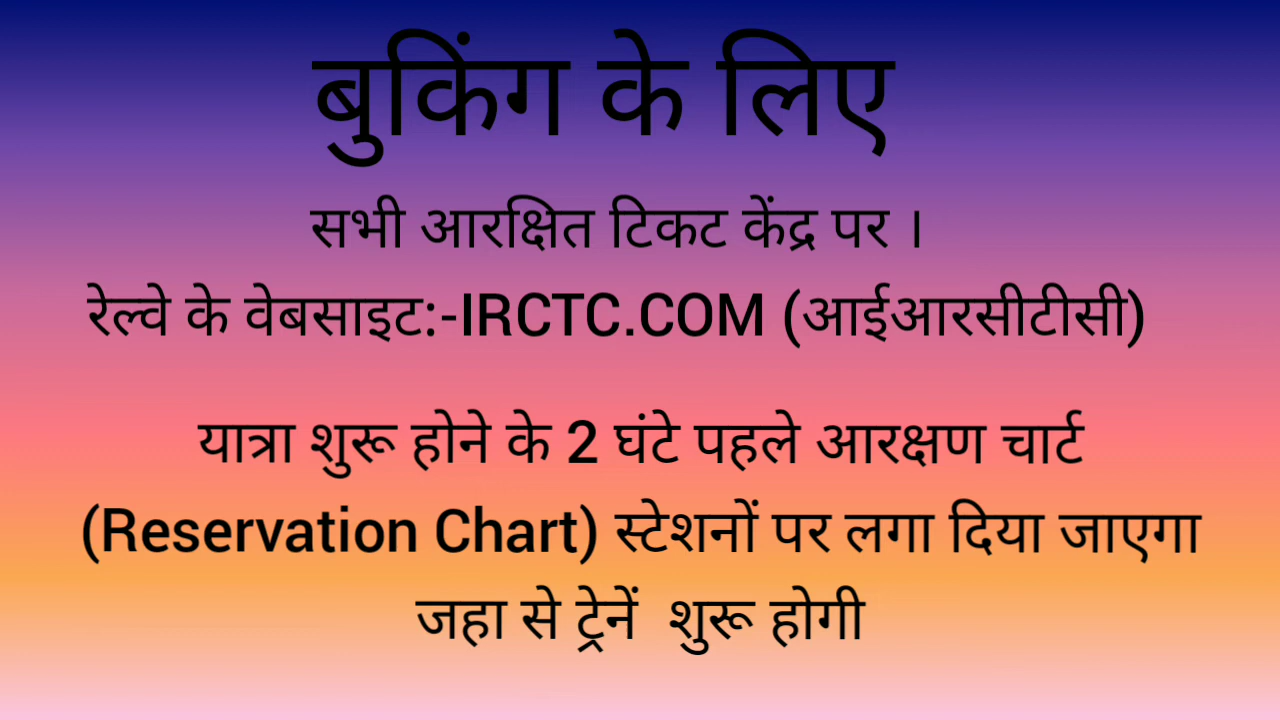 बुकिंग के लिए
सभी आरक्षित टिकट केंद्र पर ।
रेल्वे के वेबसाइट:-IRCTC.COM (आईआरसीटीसी)
यात्रा शुरू होने के 2 घंटे पहले आरक्षण चार्ट
(Reservation Chart) स्टेशनों पर लगा दिया जाएगा
जहा से ट्रेनें शुरू होगी